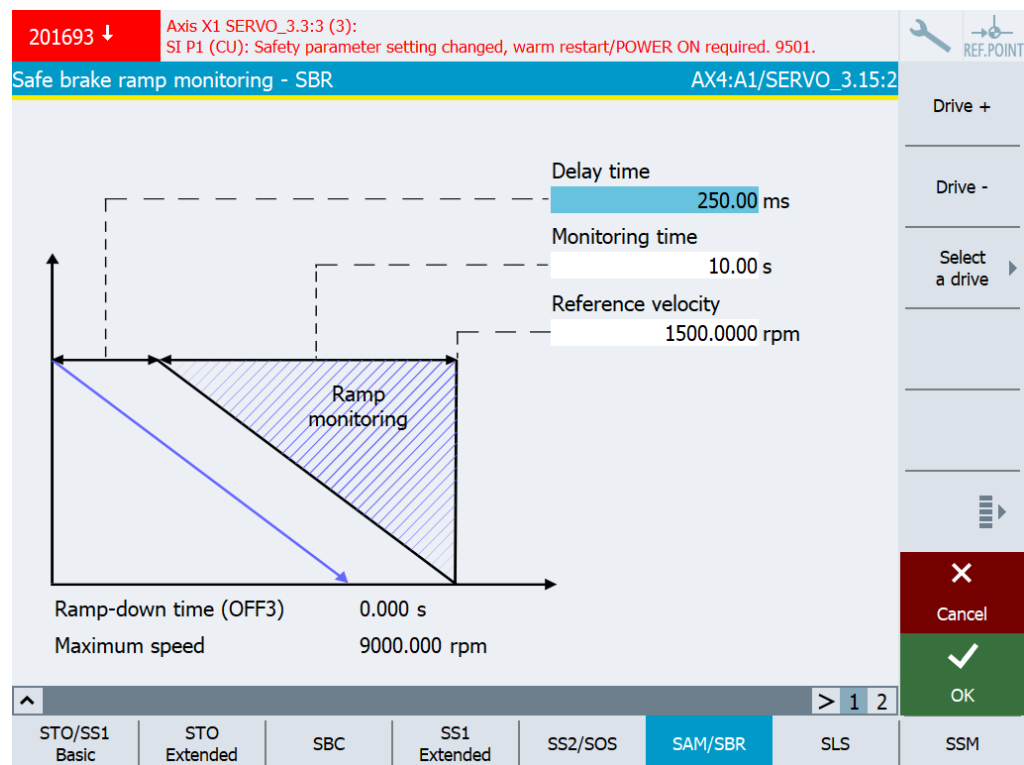 201693
Axis X1 SERVO_3.3:3 (3):
SI P1 (CU): Safety parameter setting changed, warm restart/POWER ON required. 9501.
REF.POINT
Safe brake ramp monitoring - SBR
AX4:A1/SERVO_3.15:2
Drive +
Drive -
Select
a drive
Delay time
250.00 ms
Monitoring time
10.00 s
Reference velocity
1500.0000 rpm
Ramp
monitoring
Ramp-down time (OFF3) 0.000 s
Maximum speed 9000.000 rpm
Cancel
OK
> 1 2
STO/SS1
Basic
STO
Extended
SBC
SS1
Extended
SS2/SOS
SAM/SBR
SLS
SSM